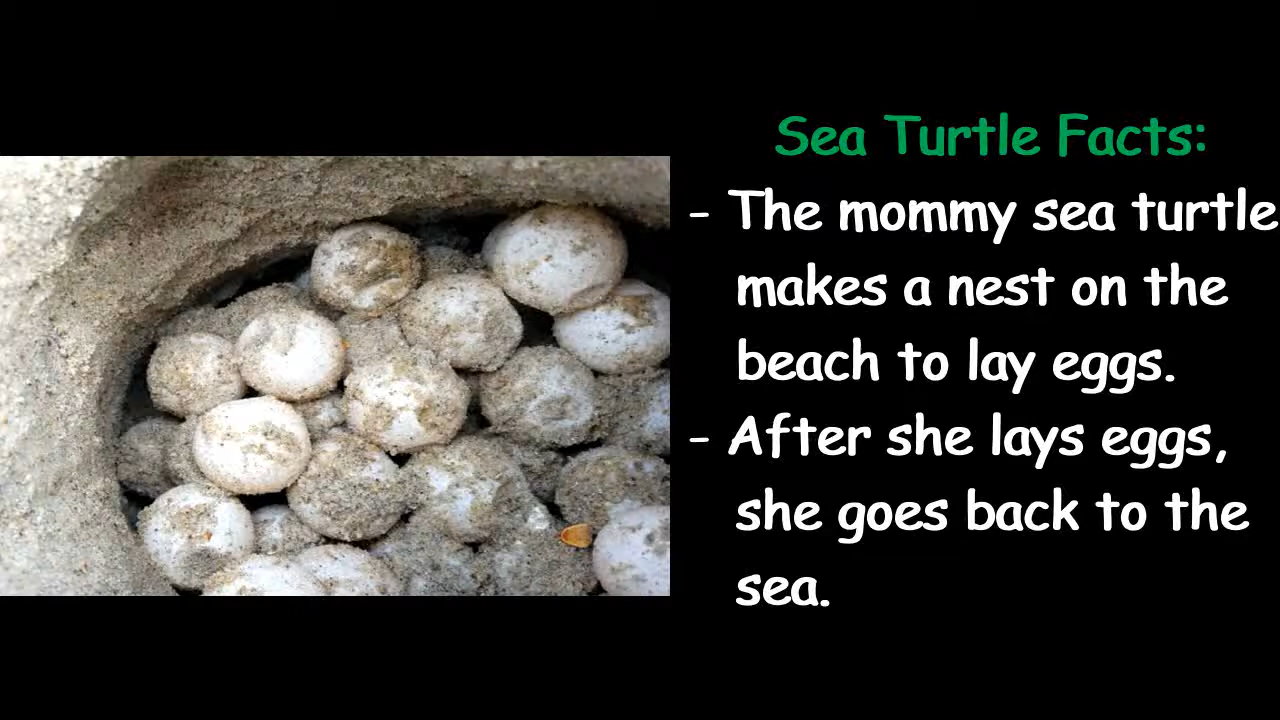 Sea Turtle Facts:
- The mommy sea turtle
makes a nest on the
beach to lay eggs.
- After she lays eggs,
she goes back to the
sea.